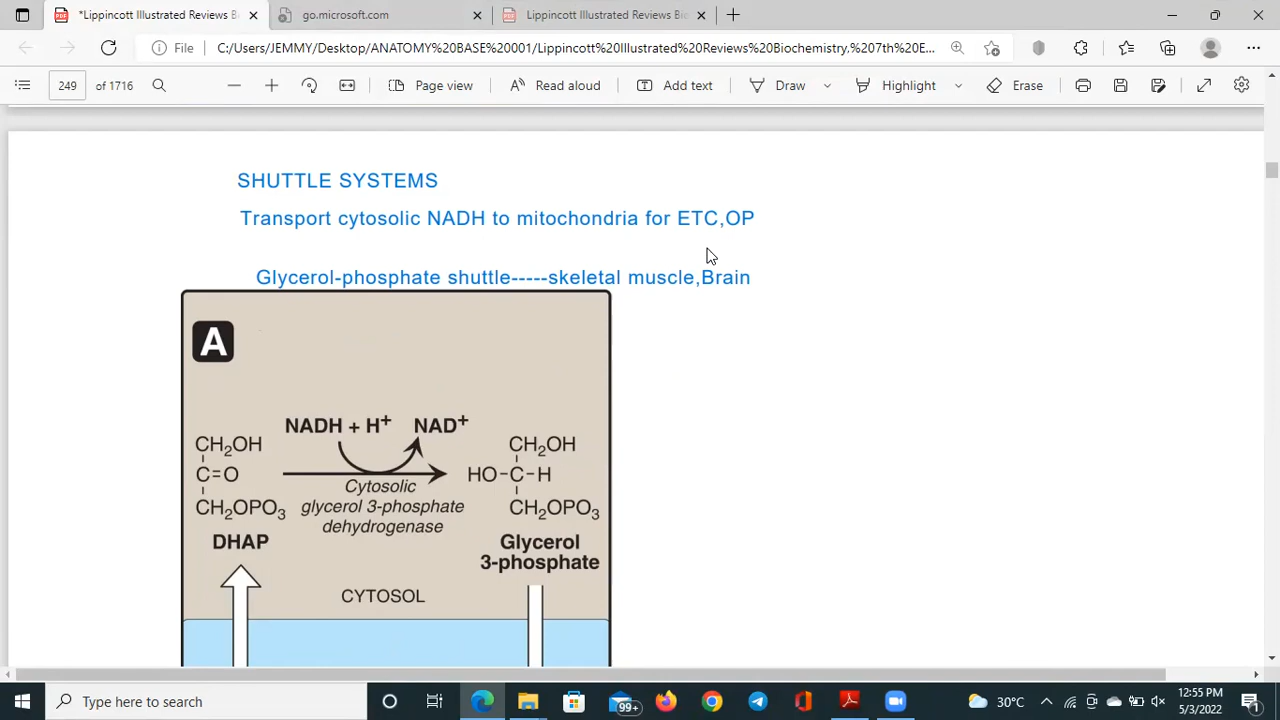 *Lippincott Illustrated Reviews B
go.microsoft.com
Lippincott Illustrated Reviews Bi
File
C:/Users/JEMMY/Desktop/ANATOMY%20BASE%20001/Lippincott%20Illustrated%20Reviews%20Biochemistry,%207th%20E...
249 of 1716
Page view
Read aloud
Add text
Draw
Highlight
Erase
SHUTTLE SYSTEMS
Transport cytosolic NADH to mitochondria for ETC,OP
Glycerol-phosphate shuttle-----skeletal muscle,Brain
A
NADH + H+ NAD+
CH2OH
C=O
CH2OPO3
DHAP
Cytosolic
glycerol 3-phosphate
dehydrogenase
CH2OH
HO-C-H
CH2OPO3
Glycerol
3-phosphate
CYTOSOL
Type here to search
99+
30°C
12:55 PM
5/3/2022
1